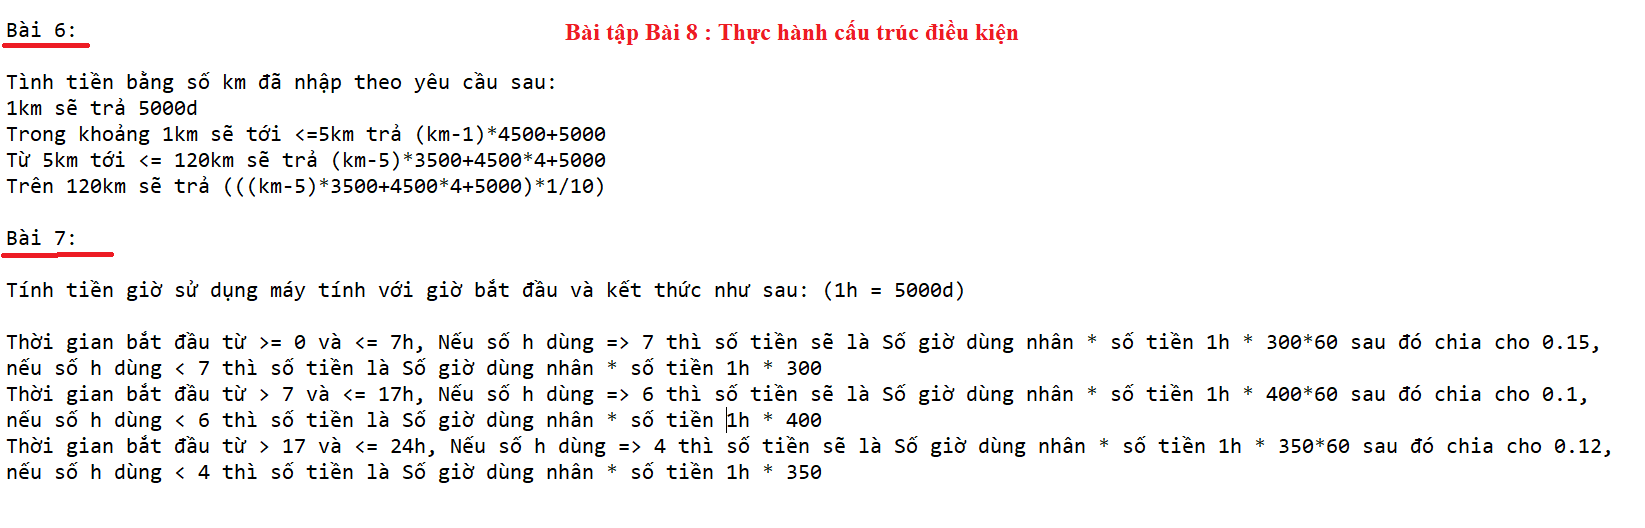 Bài 6:
Bài tập Bài 8 : Thực hành cấu trúc điều kiện
Tình tiền bằng số km đã nhập theo yêu cầu sau:
1km sẽ trả 5000d
Trong khoảng 1km sẽ tới <=5km trả (km-1)*4500+5000
Từ 5km tới <= 120km sẽ trả (km-5)*3500+4500*4+5000
Trên 120km sẽ trả (((km-5)*3500+4500*4+5000)*1/10)
Bài 7:
Tính tiền giờ sử dụng máy tính với giờ bắt đầu và kết thức như sau: (1h = 5000d)
Thời gian bắt đầu từ >= 0 và <= 7h, Nếu số h dùng => 7 thì số tiền sẽ là Số giờ dùng nhân * số tiền 1h * 300*60 sau đó chia cho 0.15,
nếu số h dùng < 7 thì số tiền là Số giờ dùng nhân * số tiền 1h * 300
Thời gian bắt đầu từ > 7 và <= 17h, Nếu số h dùng => 6 thì số tiền sẽ là Số giờ dùng nhân * số tiền 1h * 400*60 sau đó chia cho 0.1,
nếu số h dùng < 6 thì số tiền là Số giờ dùng nhân * số tiền 1h * 400
Thời gian bắt đầu từ > 17 và <= 24h, Nếu số h dùng => 4 thì số tiền sẽ là Số giờ dùng nhân * số tiền 1h * 350*60 sau đó chia cho 0.12,
nếu số h dùng < 4 thì số tiền là Số giờ dùng nhân * số tiền 1h * 350